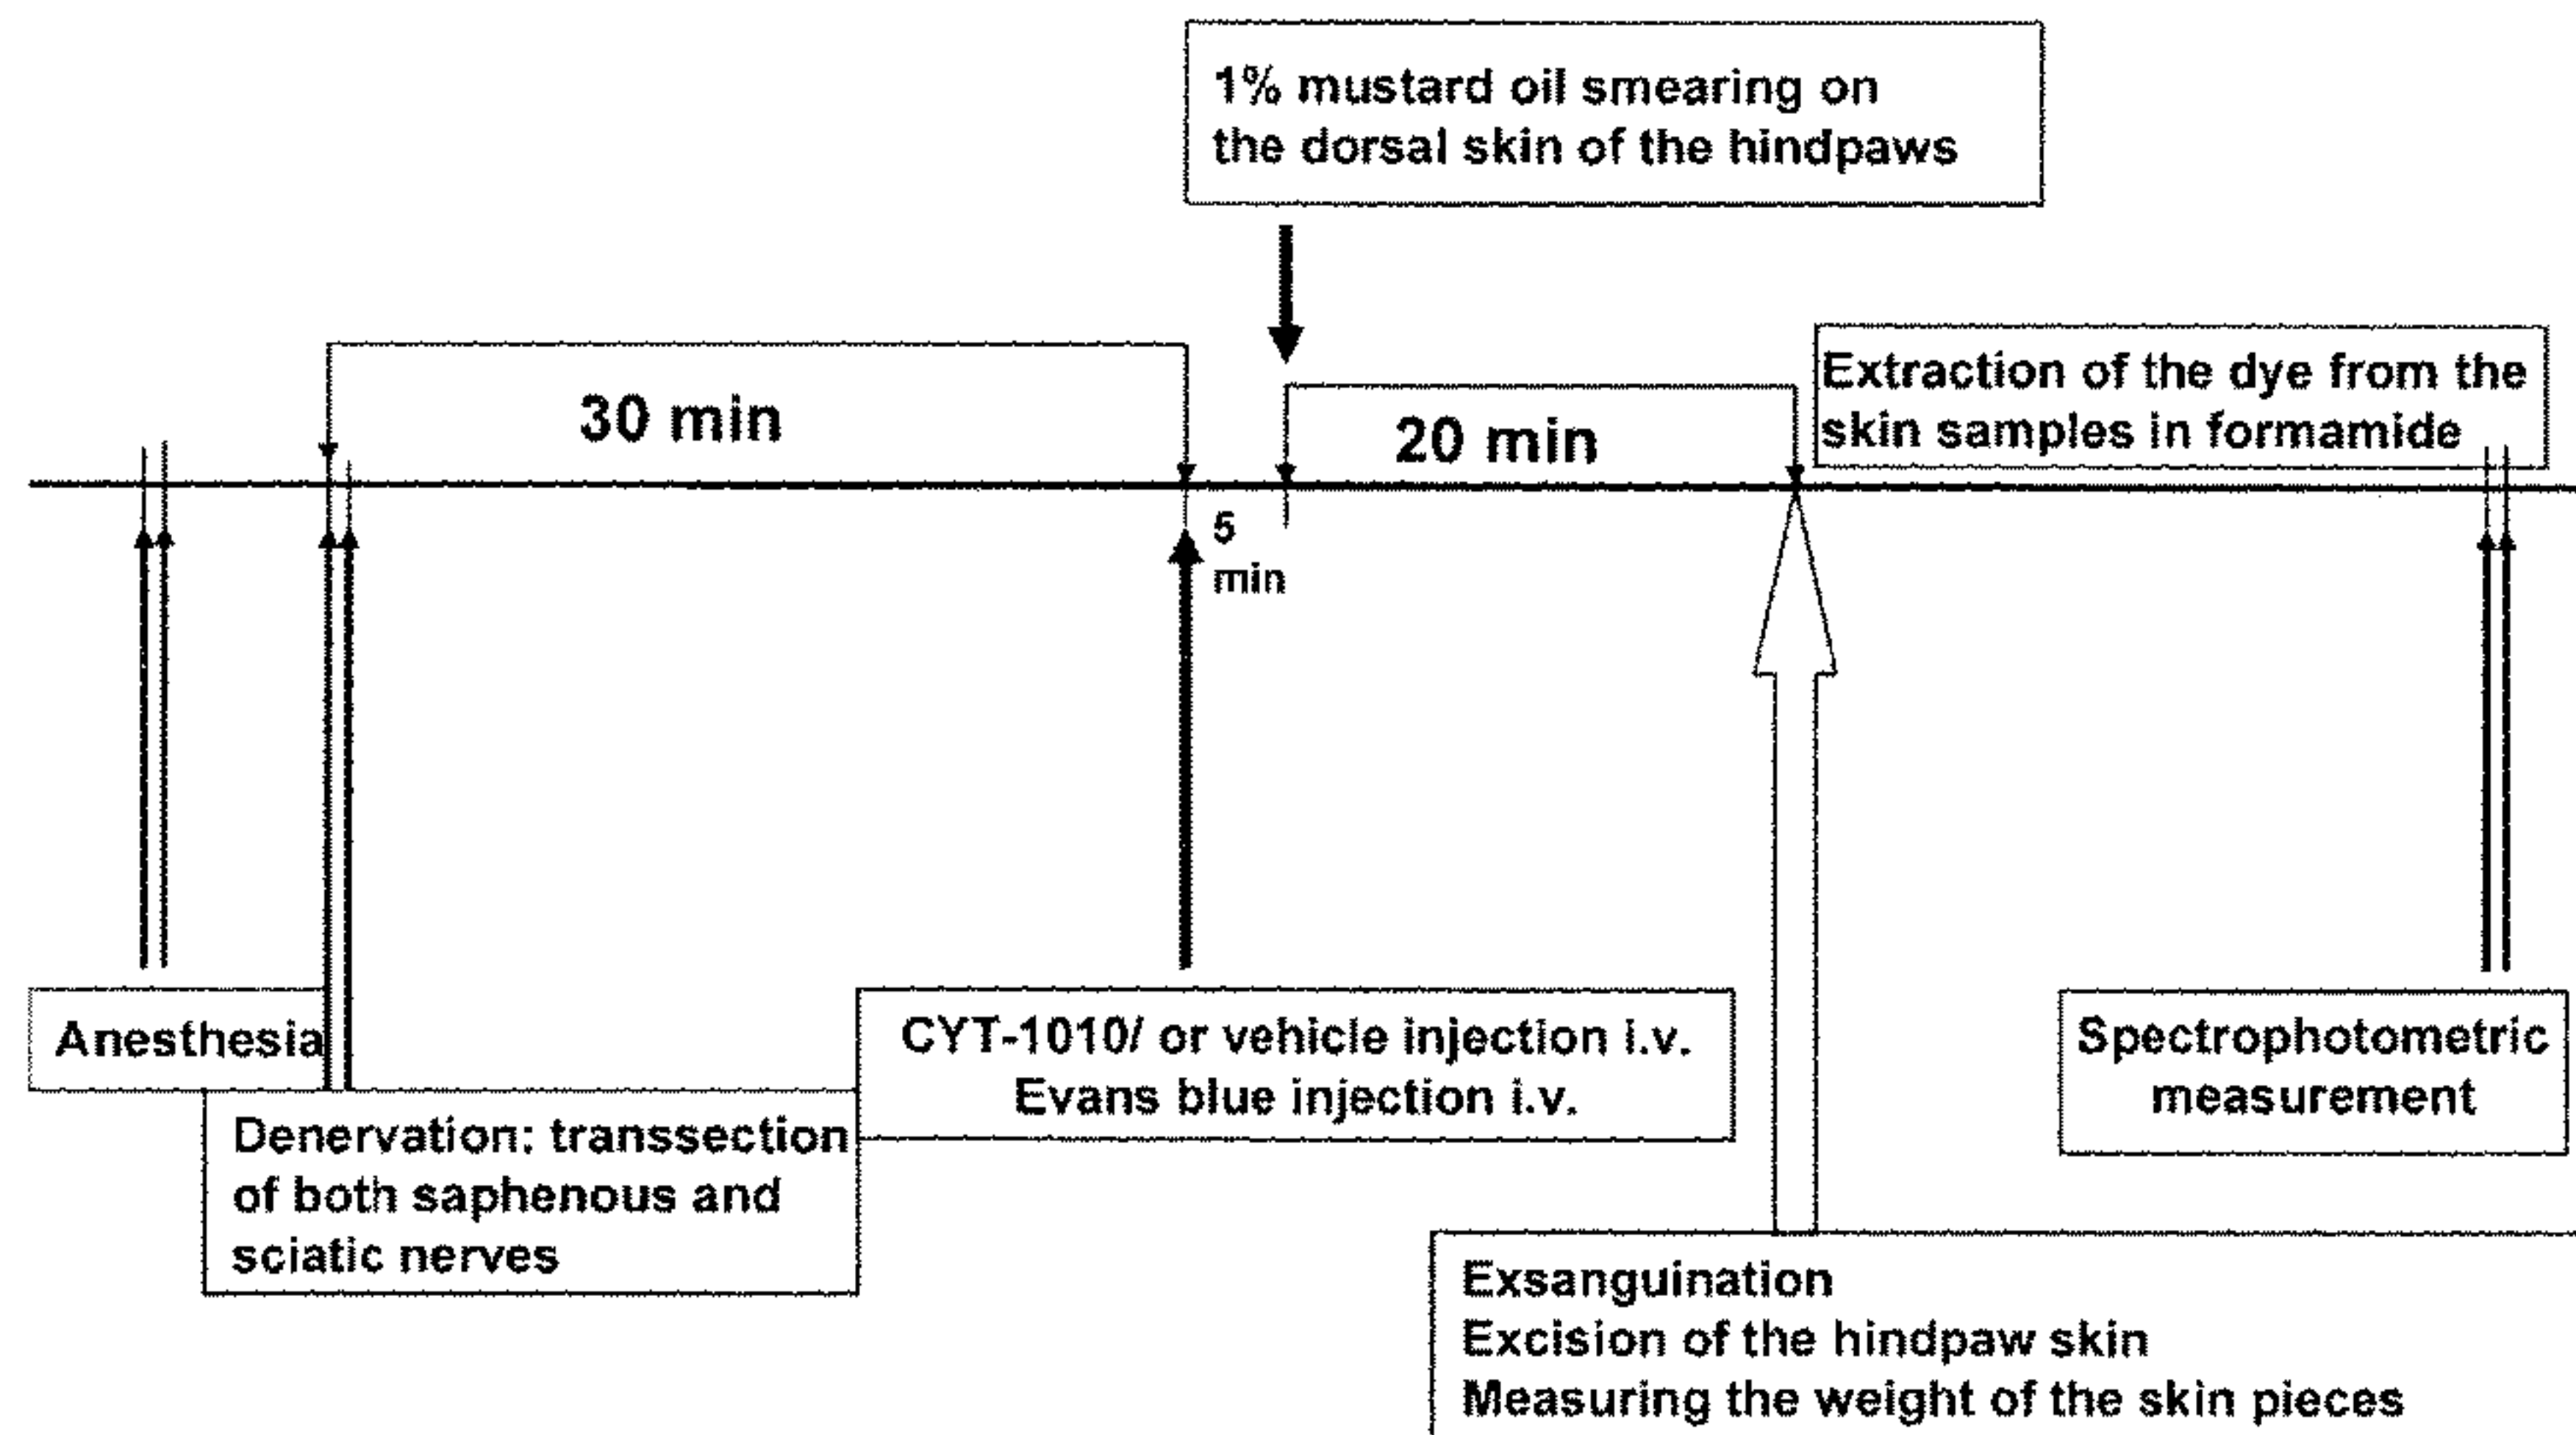 1% mustard oil smearing on
the dorsal skin of the hindpaws
30 min
20 min
Extraction of the dye from the
skin samples in formamide
5
min
Anesthesia
Denervation: transsection
of both saphenous and
sciatic nerves
CYT-1010/ or vehicle injection i.v.
Evans blue injection i.v.
Spectrophotometric
measurement
Exsanguination
Excision of the hindpaw skin
Measuring the weight of the skin pieces